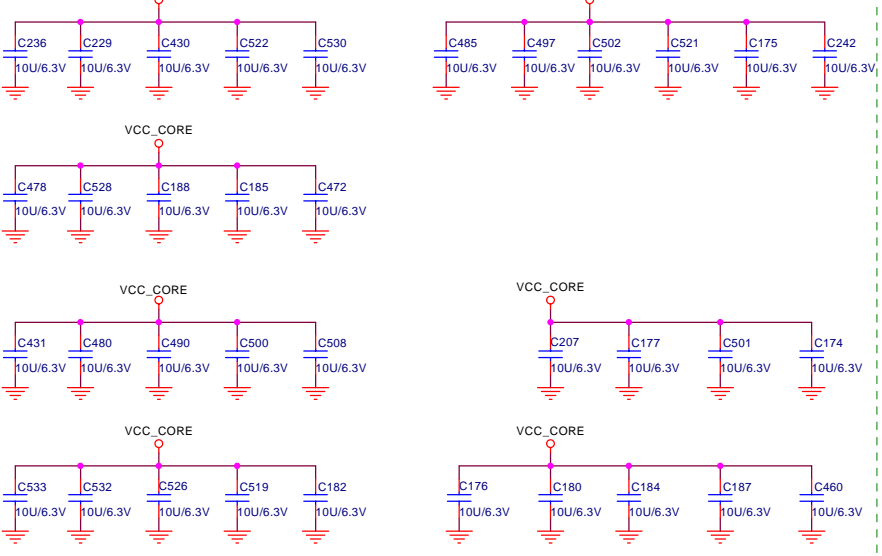 C236 C229 C430 C522 C530 C485 C497 C502 C521 C175 C242
10U/6.3V 10U/6.3V 10U/6.3V 10U/6.3V 10U/6.3V 10U/6.3V 10U/6.3V 10U/6.3V 10U/6.3V 10U/6.3V 10U/6.3V
VCC_CORE
C478 C528 C188 C185 C472
10U/6.3V 10U/6.3V 10U/6.3V 10U/6.3V 10U/6.3V
VCC_CORE VCC_CORE
C431 C480 C490 C500 C508 C207 C177 C501 C174
10U/6.3V 10U/6.3V 10U/6.3V 10U/6.3V 10U/6.3V 10U/6.3V 10U/6.3V 10U/6.3V 10U/6.3V
VCC_CORE VCC_CORE
C533 C532 C526 C519 C182 C176 C180 C184 C187 C460
10U/6.3V 10U/6.3V 10U/6.3V 10U/6.3V 10U/6.3V 10U/6.3V 10U/6.3V 10U/6.3V 10U/6.3V 10U/6.3V